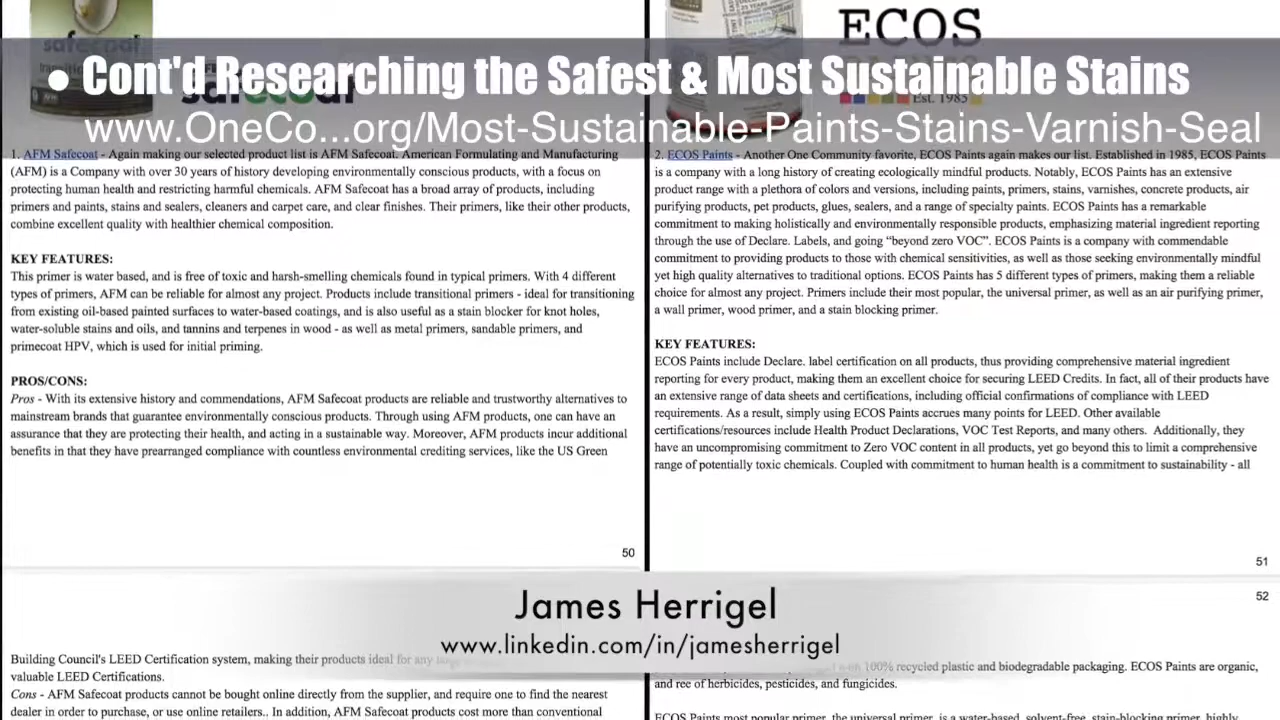 safecoat
ECOS
Est. 1985
• Cont'd Researching the Safest & Most Sustainable Stains
www.OneCo...org/Most-Sustainable-Paints-Stains-Varnish-Seal
1. AFM Safecoat - Again making our selected product list is AFM Safecoat. American Formulating and Manufacturing
(AFM) is a Company with over 30 years of history developing environmentally conscious products, with a focus on
protecting human health and restricting harmful chemicals. AFM Safecoat has a broad array of products, including
primers and paints, stains and sealers, cleaners and carpet care, and clear finishes. Their primers, like their other products,
combine excellent quality with healthier chemical composition.
KEY FEATURES:
This primer is water based, and is free of toxic and harsh-smelling chemicals found in typical primers. With 4 different
types of primers, AFM can be reliable for almost any project. Products include transitional primers - ideal for transitioning
from existing oil-based painted surfaces to water-based coatings, and is also useful as a stain blocker for knot holes,
water-soluble stains and oils, and tannins and terpenes in wood - as well as metal primers, sandable primers, and
primecoat HPV, which is used for initial priming.
PROS/CONS:
Pros - With its extensive history and commendations, AFM Safecoat products are reliable and trustworthy alternatives to
mainstream brands that guarantee environmentally conscious products. Through using AFM products, one can have an
assurance that they are protecting their health, and acting in a sustainable way. Moreover, AFM products incur additional
benefits in that they have prearranged compliance with countless environmental crediting services, like the US Green
50
2. ECOS Paints - Another One Community favorite, ECOS Paints again makes our list. Established in 1985, ECOS Paints
is a company with a long history of creating ecologically mindful products. Notably, ECOS Paints has an extensive
product range with a plethora of colors and versions, including paints, primers, stains, varnishes, concrete products, air
purifying products, pet products, glues, sealers, and a range of specialty paints. ECOS Paints has a remarkable
commitment to making holistically and environmentally responsible products, emphasizing material ingredient reporting
through the use of Declare. Labels, and going “beyond zero VOC”. ECOS Paints is a company with commendable
commitment to providing products to those with chemical sensitivities, as well as those seeking environmentally mindful
yet high quality alternatives to traditional options. ECOS Paints has 5 different types of primers, making them a reliable
choice for almost any project. Primers include their most popular, the universal primer, as well as an air purifying primer,
a wall primer, wood primer, and a stain blocking primer.
KEY FEATURES:
ECOS Paints include Declare. label certification on all products, thus providing comprehensive material ingredient
reporting for every product, making them an excellent choice for securing LEED Credits. In fact, all of their products have
an extensive range of data sheets and certifications, including official confirmations of compliance with LEED
requirements. As a result, simply using ECOS Paints accrues many points for LEED. Other available
certifications/resources include Health Product Declarations, VOC Test Reports, and many others. Additionally, they
have an uncompromising commitment to Zero VOC content in all products, yet go beyond this to limit a comprehensive
range of potentially toxic chemicals. Coupled with commitment to human health is a commitment to sustainability - all
51
James Herrigel
www.linkedin.com/in/jamesherrigel
Building Council's LEED Certification system, making their products ideal for any
valuable LEED Certifications.
Cons - AFM Safecoat products cannot be bought online directly from the supplier, and require one to find the nearest
dealer in order to purchase, or use online retailers.. In addition, AFM Safecoat products cost more than conventional
52
100% recycled plastic and biodegradable packaging. ECOS Paints are organic,
and ree of herbicides, pesticides, and fungicides.
ECOS Paints most popular primer, the universal primer, is a water-based, solvent-free, stain-blocking primer, highly